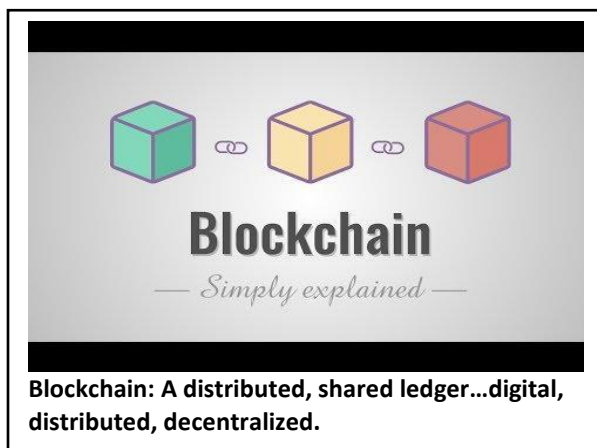 Blockchain
— Simply explained —
Blockchain: A distributed, shared ledger...digital,
distributed, decentralized.